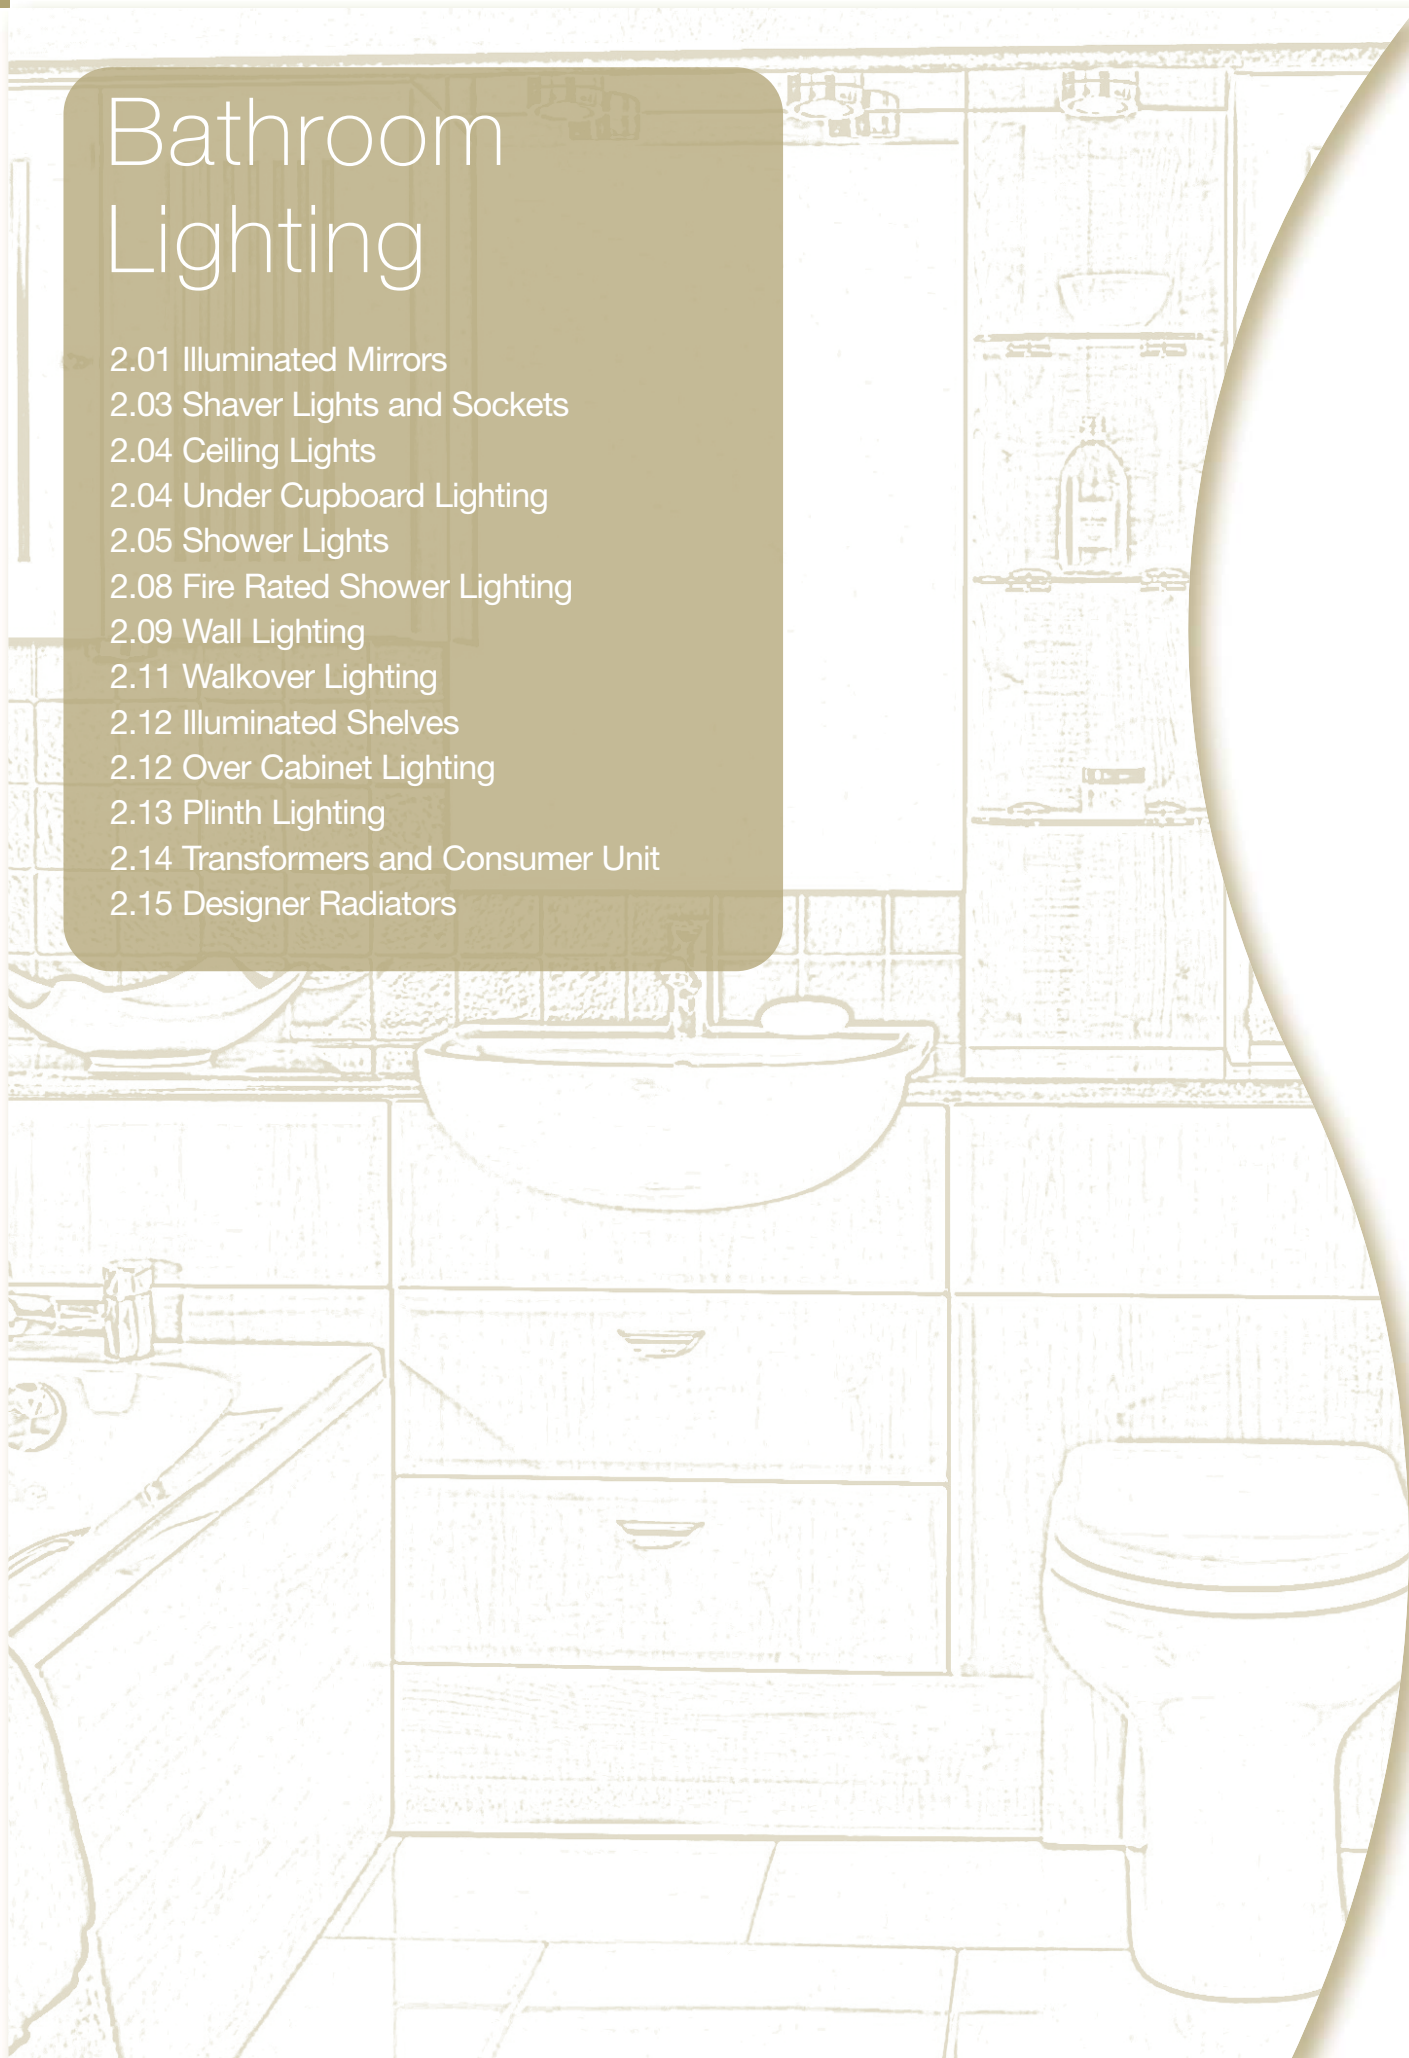 Bathroom
Lighting
2.01 Illuminated Mirrors
2.03 Shaver Lights and Sockets
2.04 Ceiling Lights
2.04 Under Cupboard Lighting
2.05 Shower Lights
2.08 Fire Rated Shower Lighting
2.09 Wall Lighting
2.11 Walkover Lighting
2.12 Illuminated Shelves
2.12 Over Cabinet Lighting
2.13 Plinth Lighting
2.14 Transformers and Consumer Unit
2.15 Designer Radiators